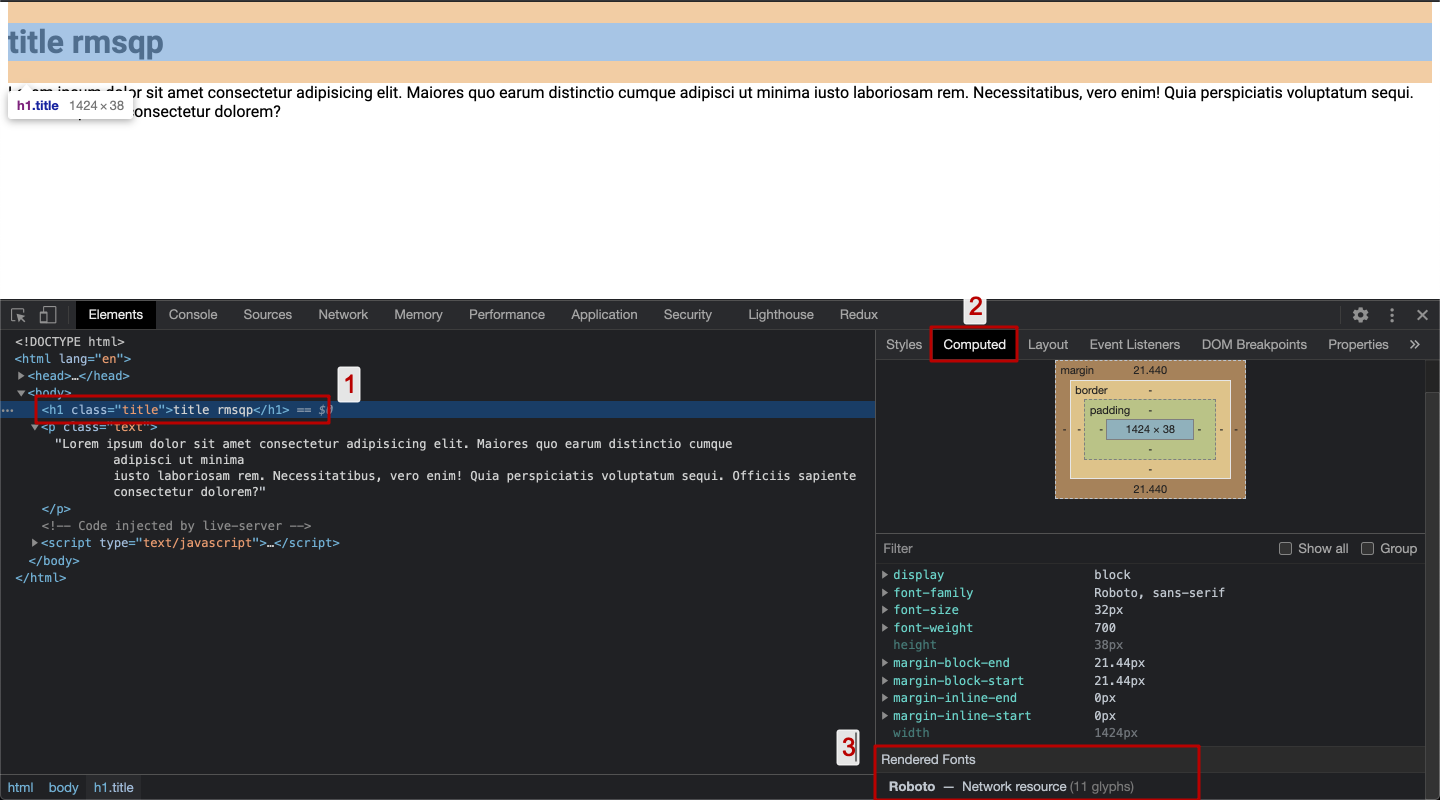 title rmsqp
Lorem ipsum dolor sit amet consectetur adipisicing elit. Maiores quo earum distinctio cumque adipisci ut minima iusto laboriosam rem. Necessitatibus, vero enim! Quia perspiciatis voluptatum sequi.
h1.title 1424 × 38
consectetur dolorem?
2
Elements Console Sources Network Memory Performance Application Security Lighthouse Redux
Styles Computed Layout Event Listeners DOM Breakpoints Properties »
<!DOCTYPE html>
<html lang="en">
<head>…</head>
<body>
1
<h1 class="title">title rmsqp</h1> == $0
<p class="text">
"Lorem ipsum dolor sit amet consectetur adipisicing elit. Maiores quo earum distinctio cumque
adipisci ut minima
iusto laboriosam rem. Necessitatibus, vero enim! Quia perspiciatis voluptatum sequi. Officiis sapiente
consectetur dolorem?"
</p>
<!-- Code injected by live-server -->
<script type="text/javascript">…</script>
</body>
</html>
margin 21.440
border -
padding -
- - - 1424 × 38 - - -
-
-
21.440
Filter Show all Group
display block
font-family Roboto, sans-serif
font-size 32px
font-weight 700
height 38px
margin-block-end 21.44px
margin-block-start 21.44px
margin-inline-end 0px
margin-inline-start 0px
width 1424px
3
Rendered Fonts
Roboto — Network resource (11 glyphs)
html body h1.title